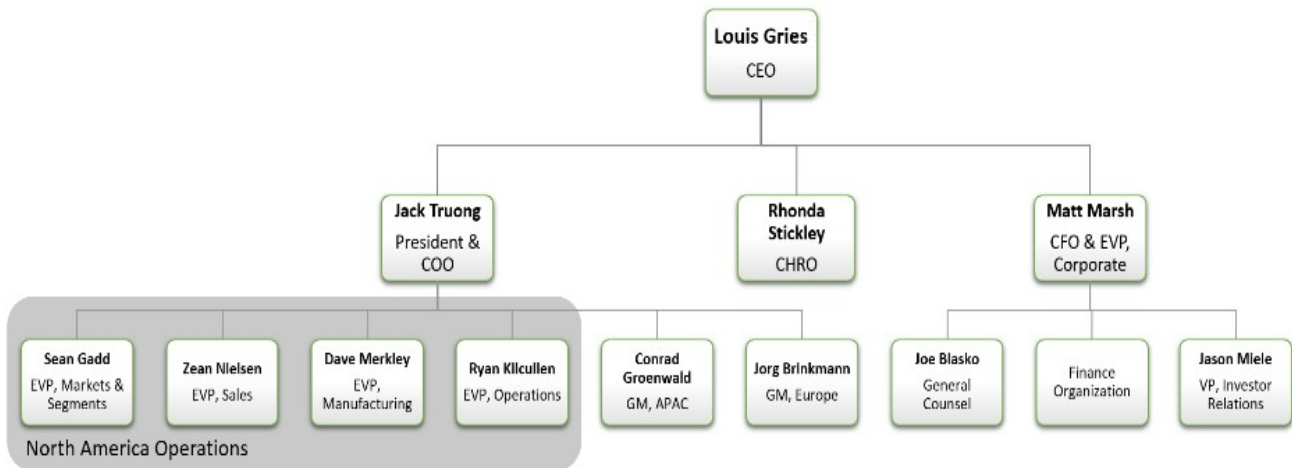 Louis Gries
CEO
Jack Truong
President &
COO
Rhonda
Stickley
CHRO
Matt Marsh
CFO & EVP,
Corporate
Sean Gadd
EVP, Markets &
Segments
Zean Nielsen
EVP, Sales
Dave Merkley
EVP,
Manufacturing
Ryan Kilcullen
EVP, Operations
Conrad
Groenwald
GM, APAC
Jorg Brinkmann
GM, Europe
Joe Blasko
General
Counsel
Finance
Organization
Jason Miele
VP, Investor
Relations
North America Operations